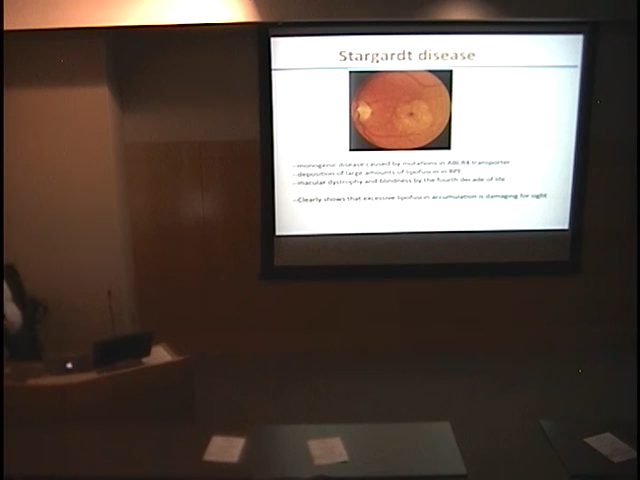 Stargardt disease
-monogenic disease caused by mutations in ABCR4 transporter
-deposition of large amounts of lipofuscin in RPE
-macular dystrophy and blindness by the fourth decade of life
-Clearly shows that excessive lipofuscin accumulation is damaging for sight